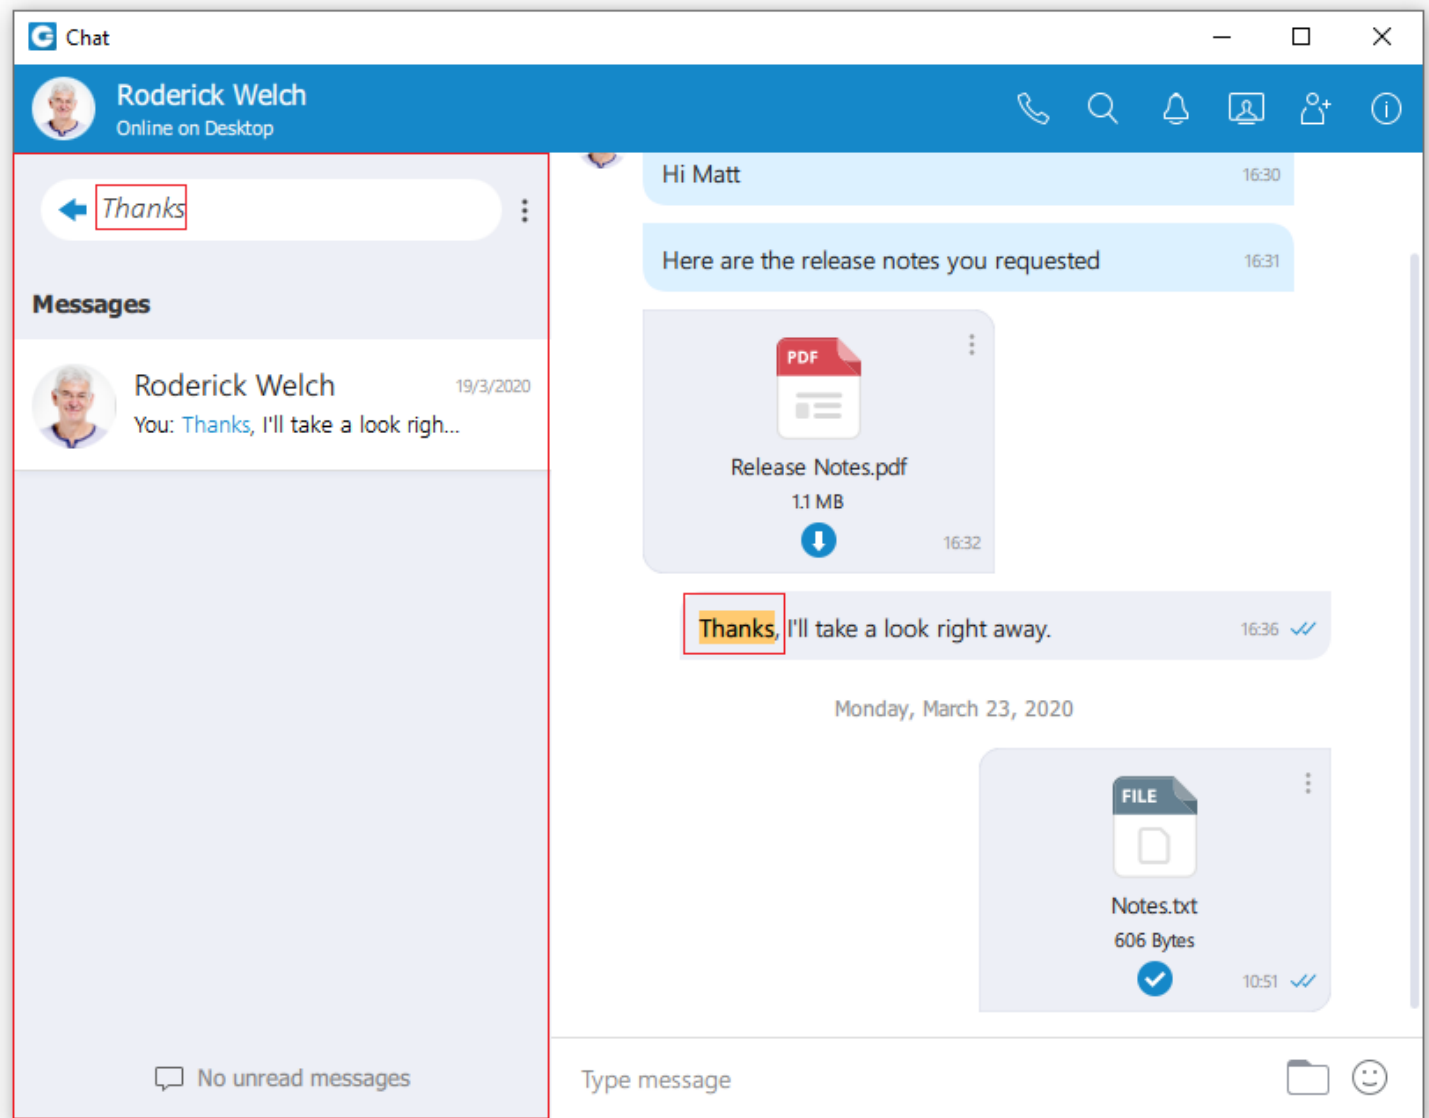 Chat
Roderick Welch
Online on Desktop
Thanks
Messages
Roderick Welch 19/3/2020
You: Thanks, I'll take a look righ...
No unread messages
Hi Matt 16:30
Here are the release notes you requested 16:31
PDF
Release Notes.pdf
1.1 MB
16:32
Thanks, I'll take a look right away. 16:36
Monday, March 23, 2020
FILE
Notes.txt
606 Bytes
10:51
Type message